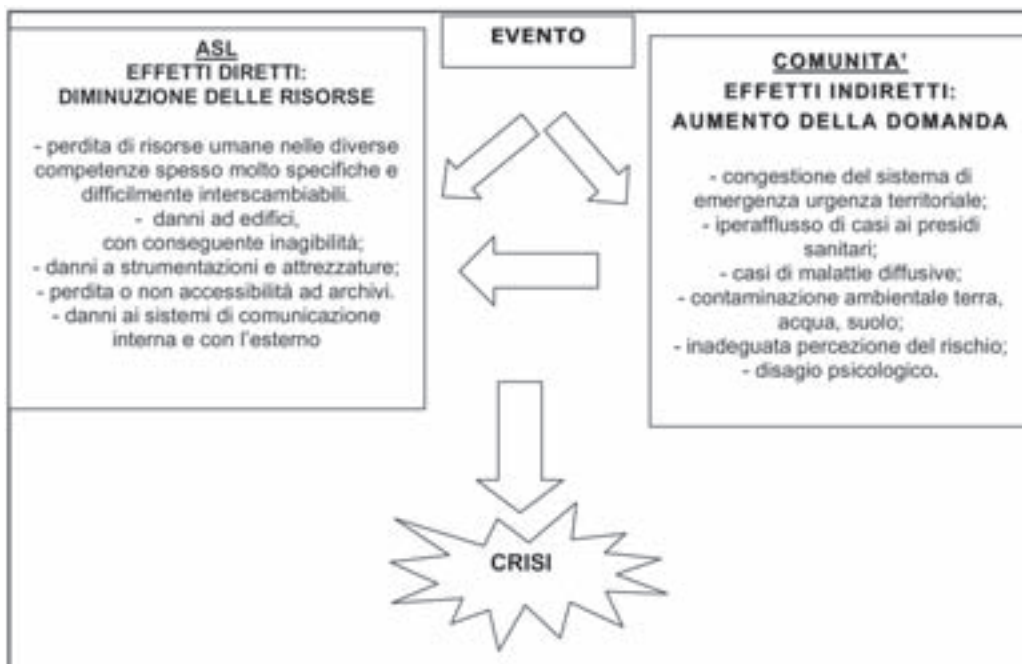 EVENTO
ASL
EFFETTI DIRETTI:
DIMINUZIONE DELLE RISORSE
- perdita di risorse umane nelle diverse
competenze spesso molto specifiche e
difficilmente interscambiabili.
- danni ad edifici,
con conseguente inagibilità;
- danni a strumentazioni e attrezzature;
- perdita o non accessibilità ad archivi.
- danni ai sistemi di comunicazione
interna e con l'esterno
COMUNITA'
EFFETTI INDIRETTI:
AUMENTO DELLA DOMANDA
- congestione del sistema di
emergenza urgenza territoriale;
- iperafflusso di casi ai presidi
sanitari;
- casi di malattie diffusive;
- contaminazione ambientale terra,
acqua, suolo;
- inadeguata percezione del rischio;
- disagio psicologico.
CRISI